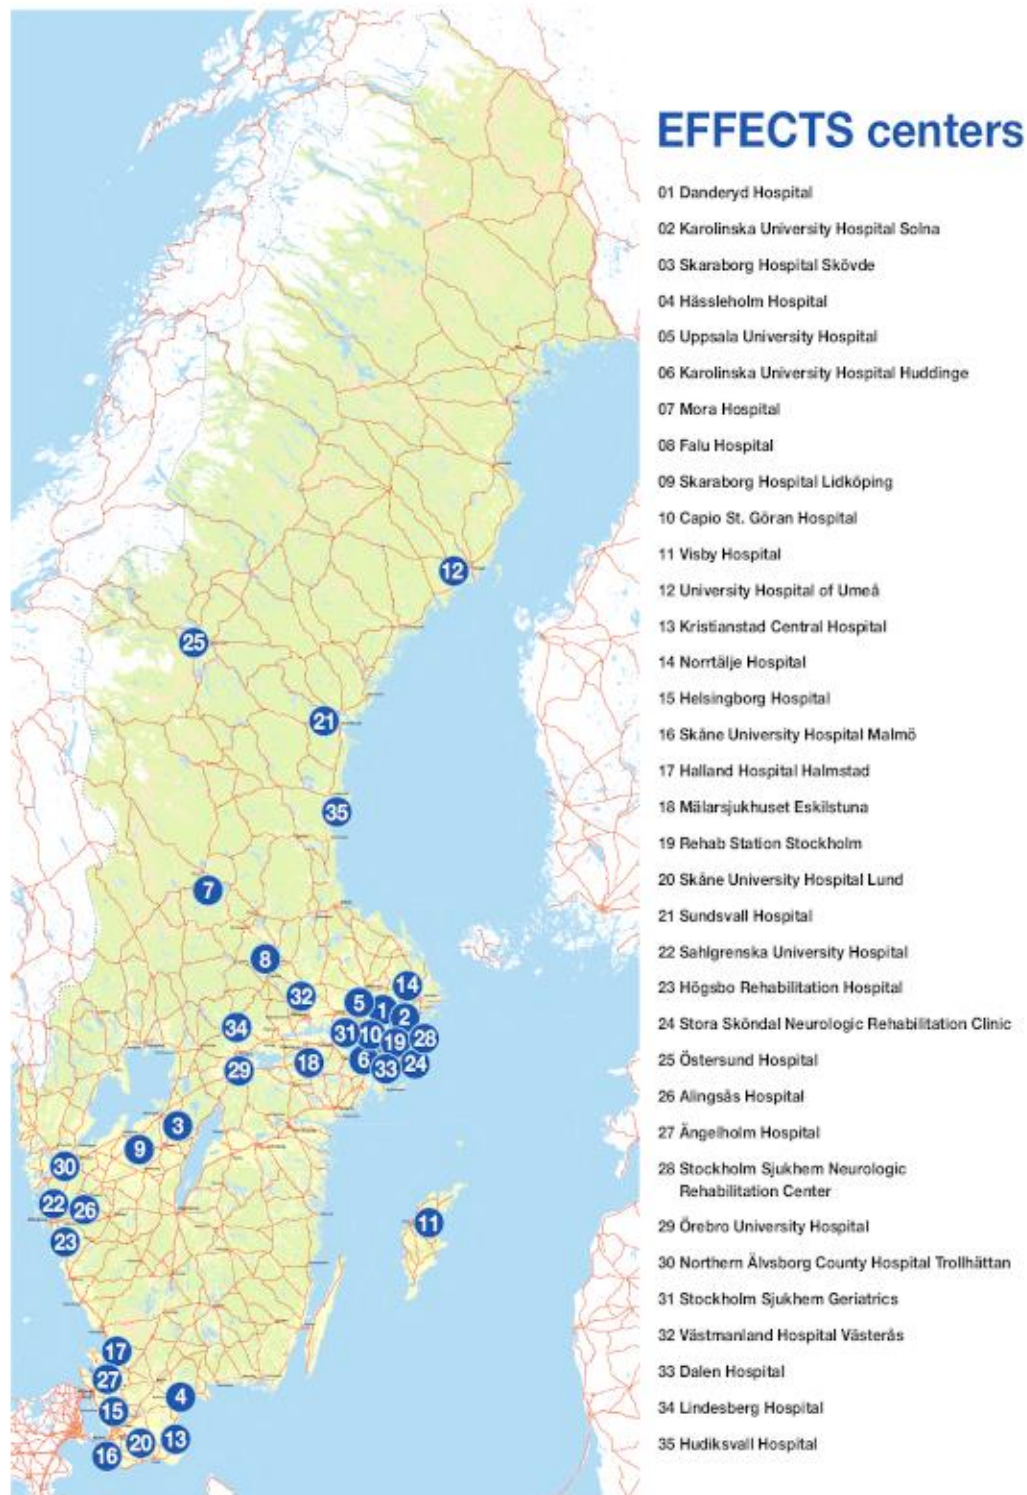 EFFECTS centers
01 Danderyd Hospital
02 Karolinska University Hospital Solna
03 Skaraborg Hospital Skövde
04 Hässleholm Hospital
05 Uppsala University Hospital
06 Karolinska University Hospital Huddinge
07 Mora Hospital
08 Falu Hospital
09 Skaraborg Hospital Lidköping
10 Capio St. Göran Hospital
11 Visby Hospital
12 University Hospital of Umeå
13 Kristianstad Central Hospital
14 Norrtälje Hospital
15 Helsingborg Hospital
16 Skåne University Hospital Malmö
17 Halland Hospital Halmstad
18 Mälarsjukhuset Eskilstuna
19 Rehab Station Stockholm
20 Skåne University Hospital Lund
21 Sundsvall Hospital
22 Sahlgrenska University Hospital
23 Högsbo Rehabilitation Hospital
24 Stora Sköndal Neurologic Rehabilitation Clinic
25 Östersund Hospital
26 Alingsås Hospital
27 Ängelholm Hospital
28 Stockholm Sjukhem Neurologic
Rehabilitation Center
29 Örebro University Hospital
30 Northern Älvsborg County Hospital Trollhättan
31 Stockholm Sjukhem Geriatrics
32 Västmanland Hospital Västerås
33 Dalen Hospital
34 Lindesberg Hospital
35 Hudiksvall Hospital
12
25
21
35
7
8
14
32
5
1
2
34
31
10
19
28
6
33
24
18
29
3
9
30
22
26
11
23
17
27
4
15
13
20
16